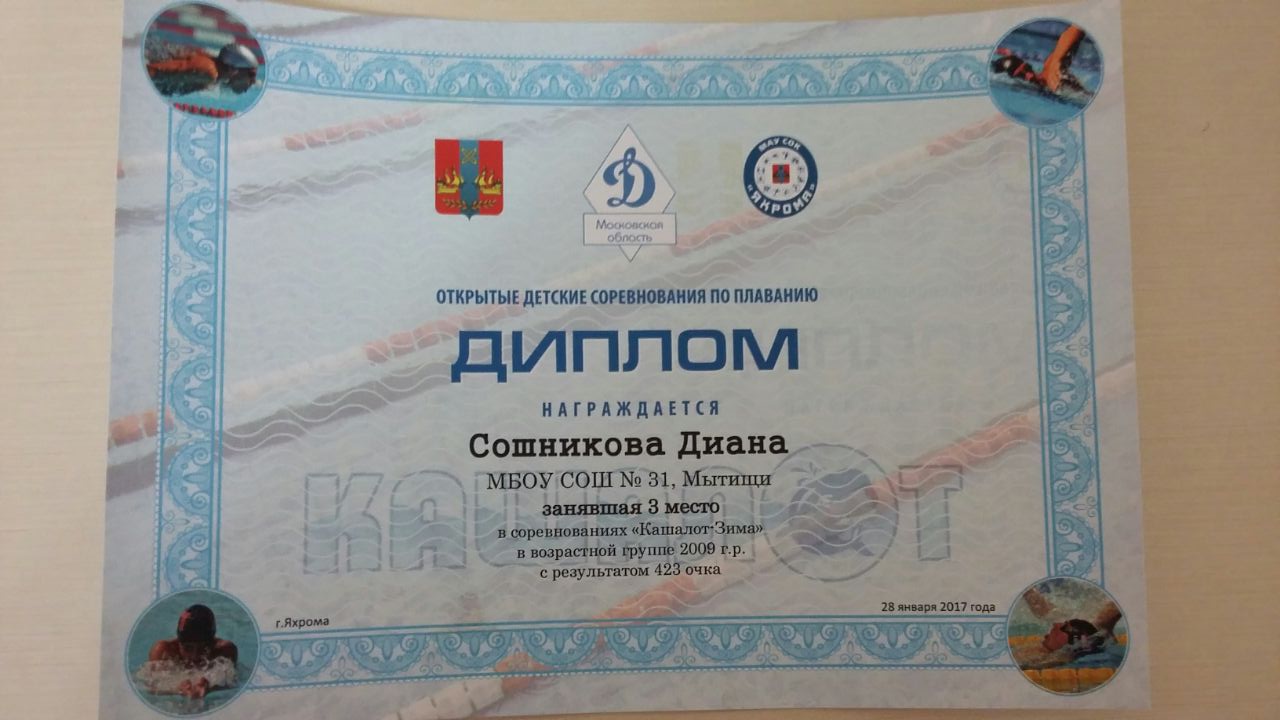 Д
Московская
область
МАУ СОК
"ЯХРОМА"
ОТКРЫТЫЕ ДЕТСКИЕ СОРЕВНОВАНИЯ ПО ПЛАВАНИЮ
ДИПЛОМ
НАГРАЖДАЕТСЯ
Сошникова Диана
МБОУ СОШ № 31, Мытищи
занявшая 3 место
в соревнованиях «Кашалот-Зима»
в возрастной группе 2009 г.р.
с результатом 423 очка
КАШАЛОТ
г.Яхрома
28 января 2017 года